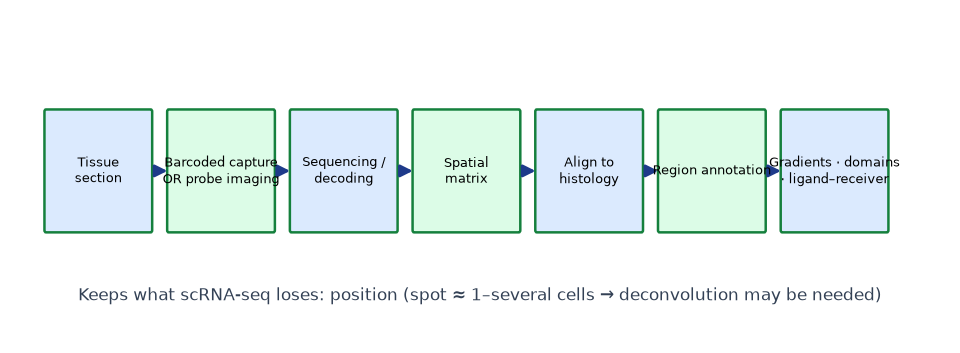 Tissue
section
Barcoded capture
OR probe imaging
Sequencing /
decoding
Spatial
matrix
Align to
histology
Region annotation
Gradients · domains
· ligand–receiver
Keeps what scRNA-seq loses: position (spot ≈ 1–several cells → deconvolution may be needed)